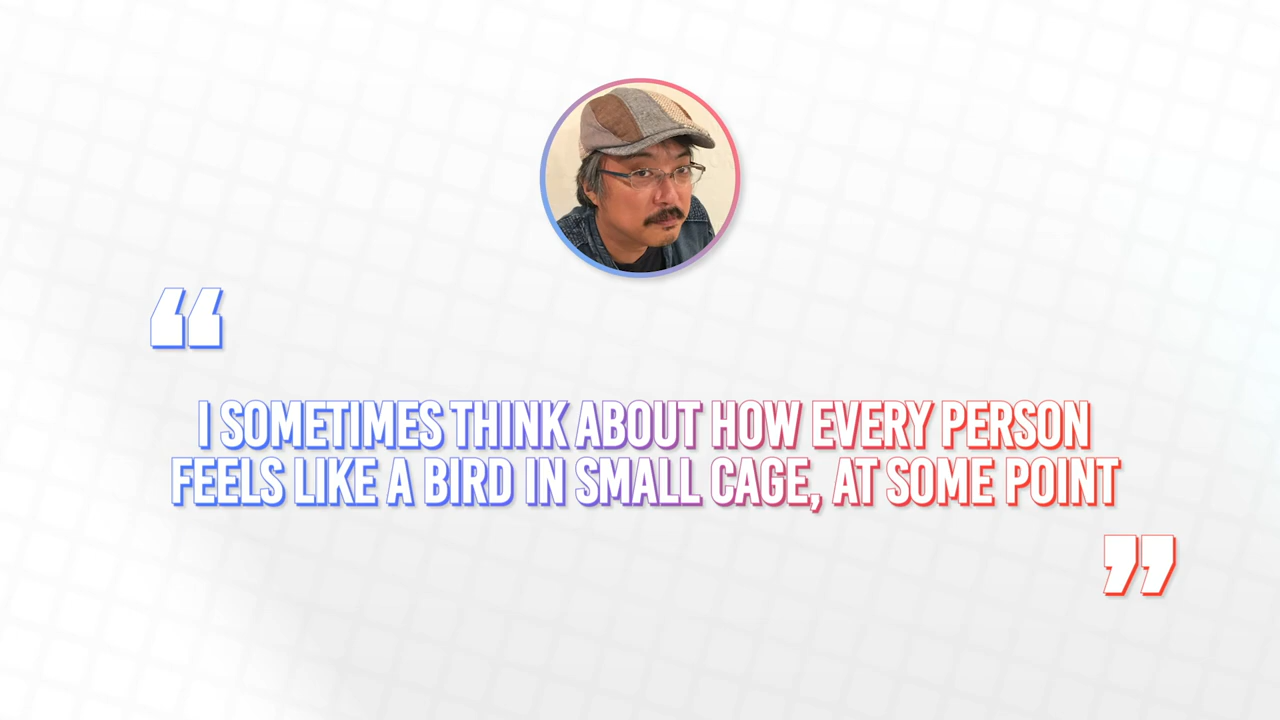 “
I SOMETIMES THINK ABOUT HOW EVERY PERSON
FEELS LIKE A BIRD IN SMALL CAGE, AT SOME POINT
”